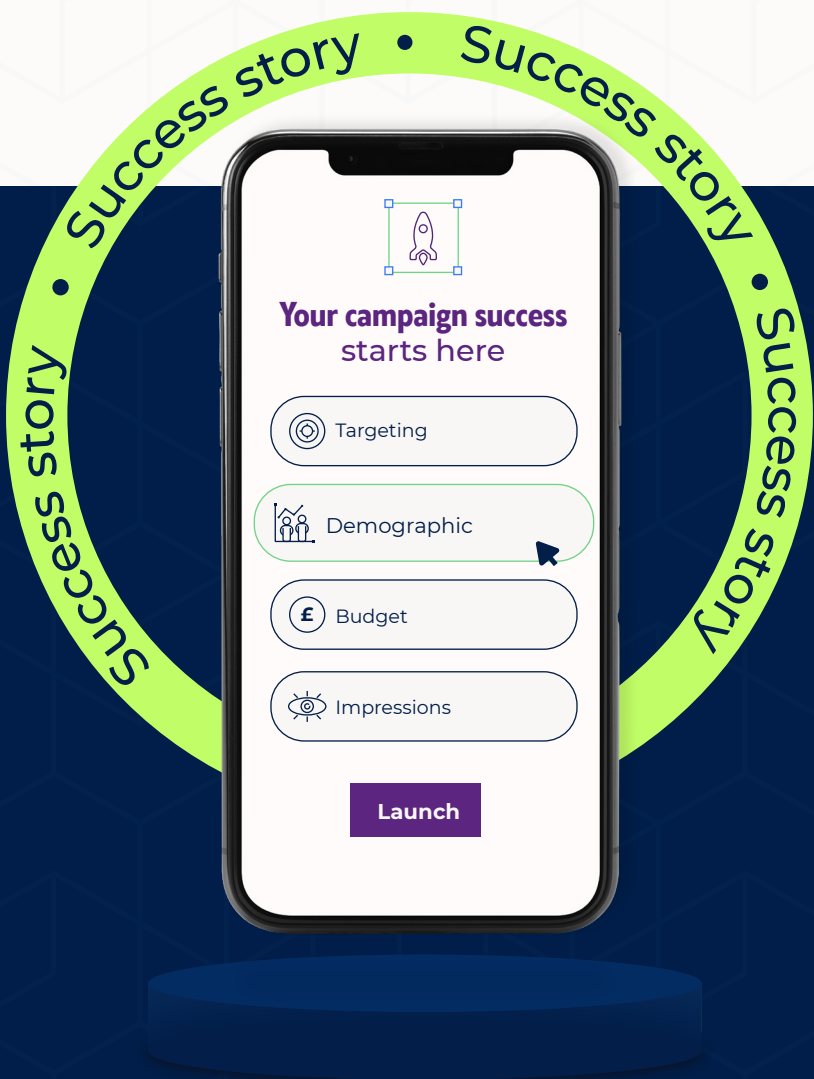 Success story • Success story • Success story • Success story
Your campaign success
starts here
Targeting
Demographic
£ Budget
Impressions
Launch